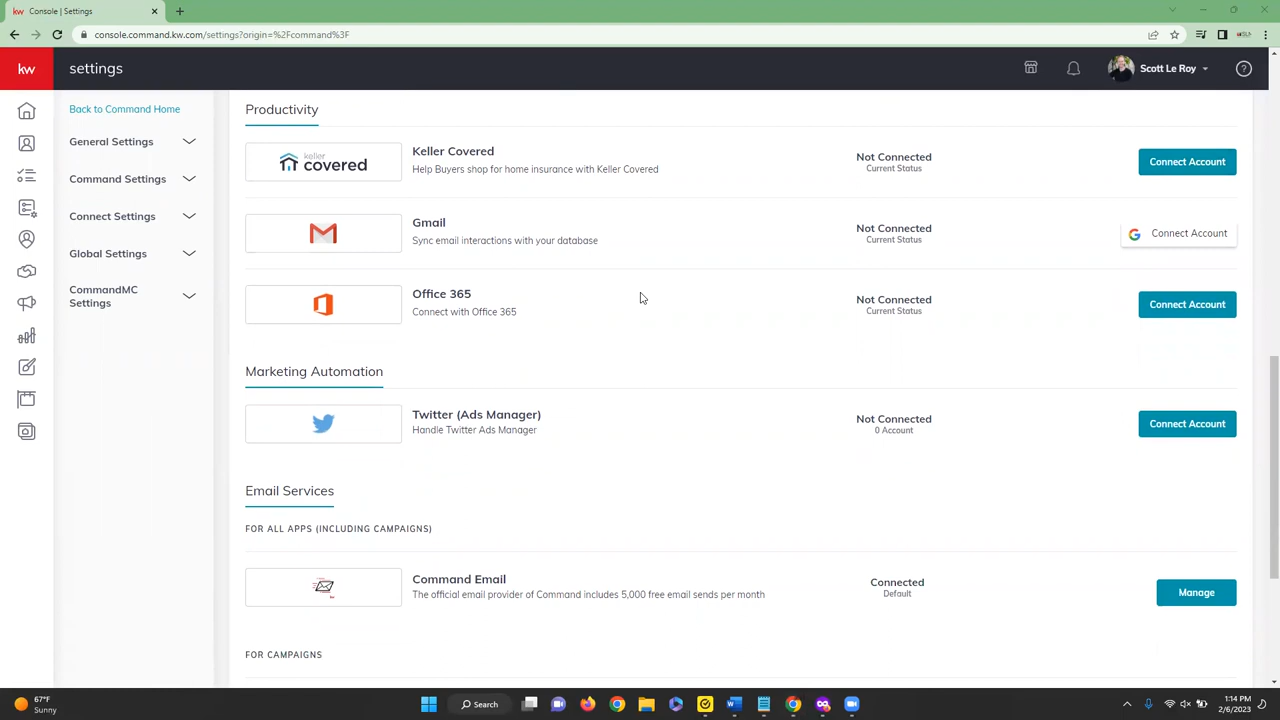 kw Console | Settings
console.command.kw.com/settings?origin=%2Fcommand%3F
kw
settings
Scott Le Roy
Back to Command Home
General Settings
Command Settings
Connect Settings
Global Settings
CommandMC
Settings
Productivity
keller
covered
Keller Covered
Help Buyers shop for home insurance with Keller Covered
Not Connected
Current Status
Connect Account
Gmail
Sync email interactions with your database
Not Connected
Current Status
Connect Account
Office 365
Connect with Office 365
Not Connected
Current Status
Connect Account
Marketing Automation
Twitter (Ads Manager)
Handle Twitter Ads Manager
Not Connected
0 Account
Connect Account
Email Services
FOR ALL APPS (INCLUDING CAMPAIGNS)
Command Email
The official email provider of Command includes 5,000 free email sends per month
Connected
Default
Manage
FOR CAMPAIGNS
67°F
Sunny
Search
1:14 PM
2/6/2023